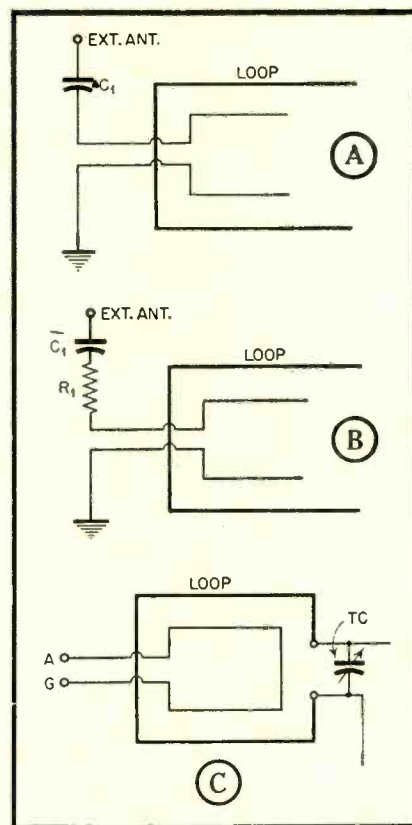 EXT. ANT.
C₁
LOOP
A
EXT. ANT.
C₁
R₁
LOOP
B
LOOP
A
G
TC
C